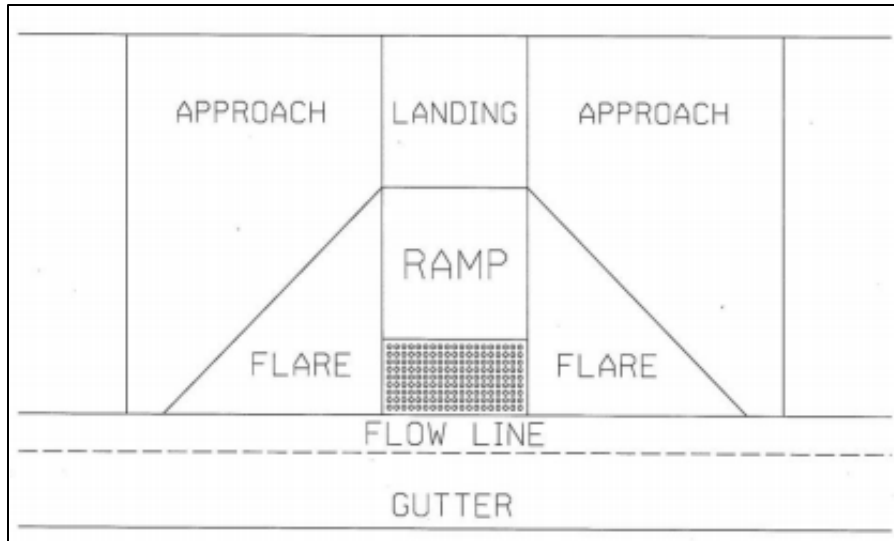 APPROACH
LANDING
APPROACH
RAMP
FLARE
FLARE
FLOW LINE
GUTTER